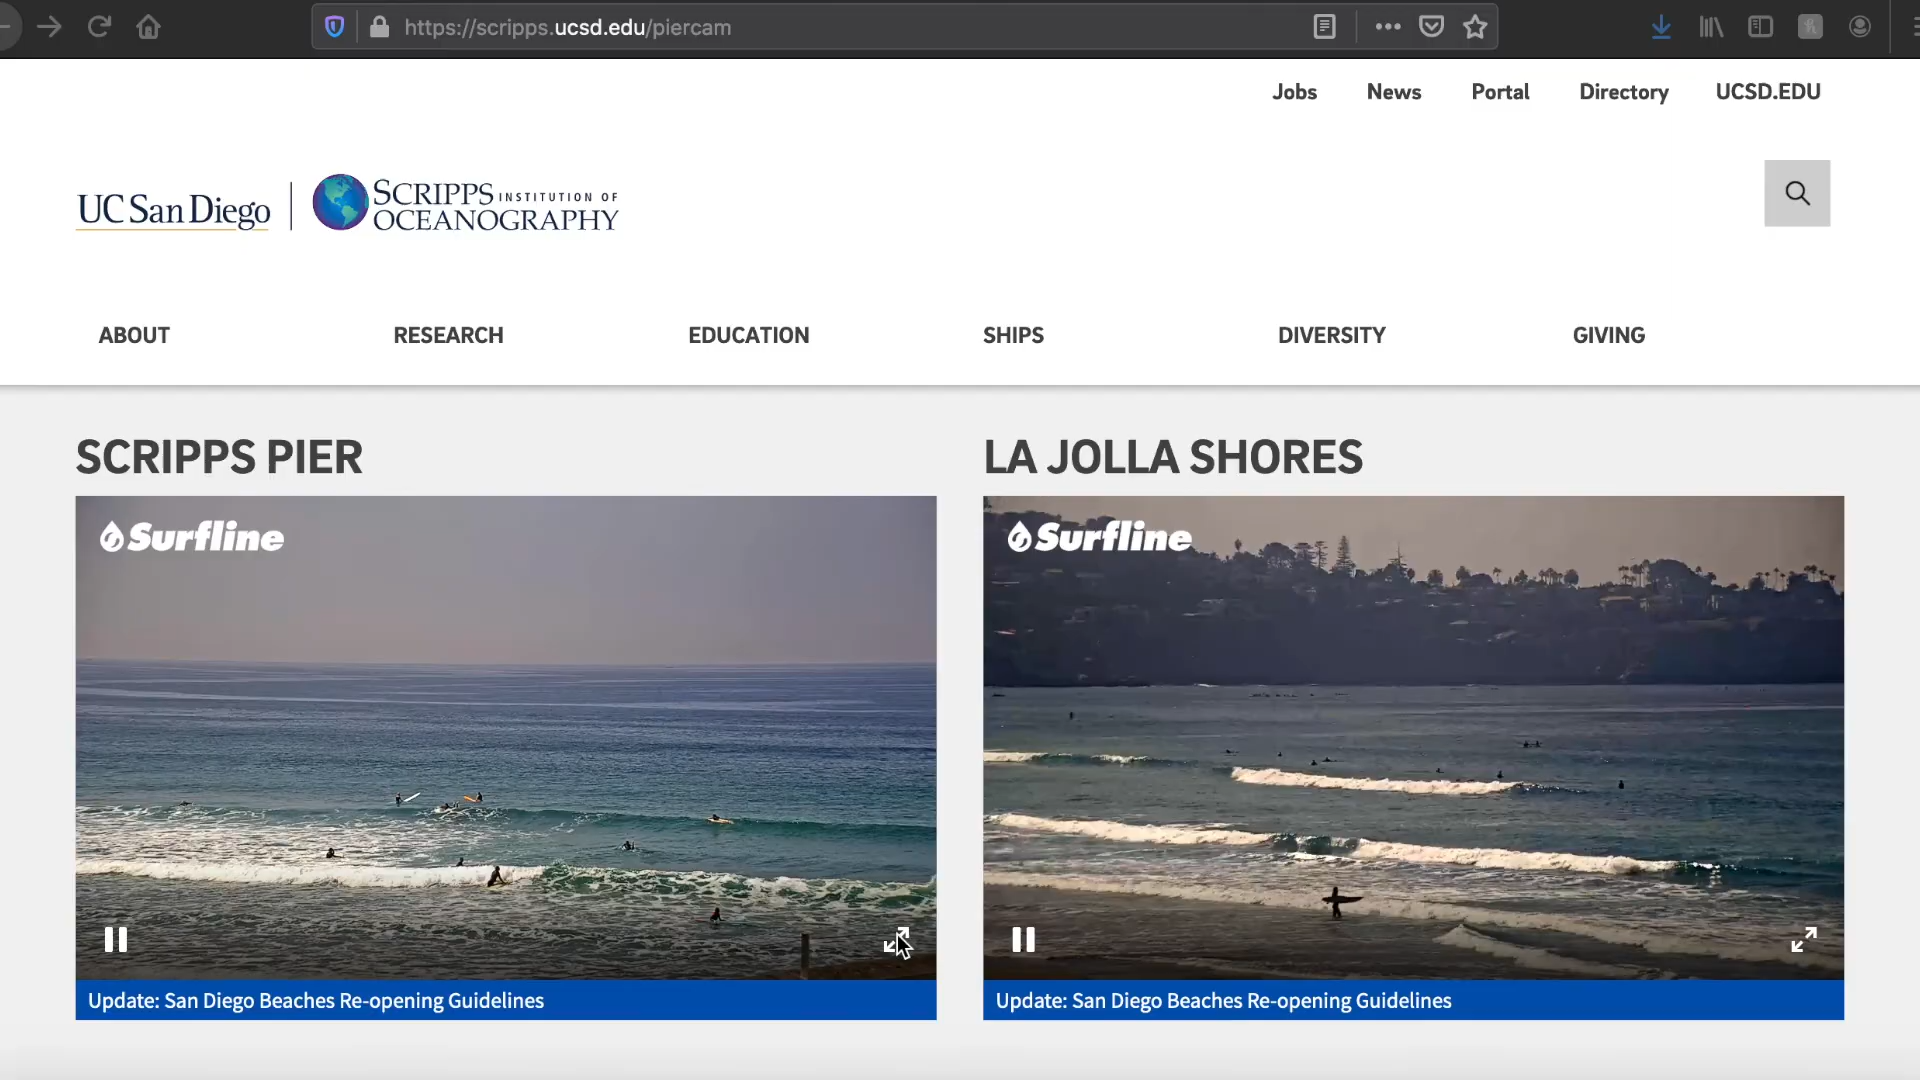 https://scripps.ucsd.edu/piercam
Jobs News Portal Directory UCSD.EDU
UC San Diego
SCRIPPS INSTITUTION OF
OCEANOGRAPHY
ABOUT RESEARCH EDUCATION SHIPS DIVERSITY GIVING
SCRIPPS PIER
Surfline
Update: San Diego Beaches Re-opening Guidelines
LA JOLLA SHORES
Surfline
Update: San Diego Beaches Re-opening Guidelines